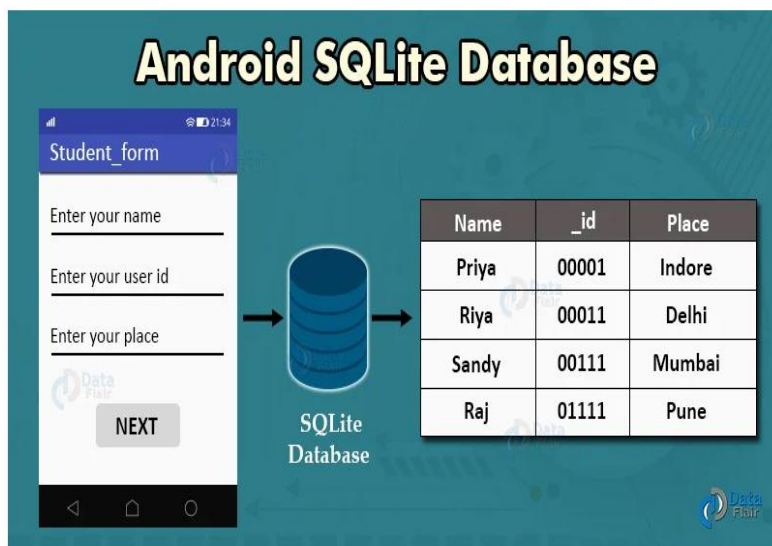 Android SQLite Database
21:34
Student_form
Enter your name
Enter your user id
Enter your place
NEXT
SQLite
Database
Name _id Place
Priya 00001 Indore
Riya 00011 Delhi
Sandy 00111 Mumbai
Raj 01111 Pune
Data
Flair